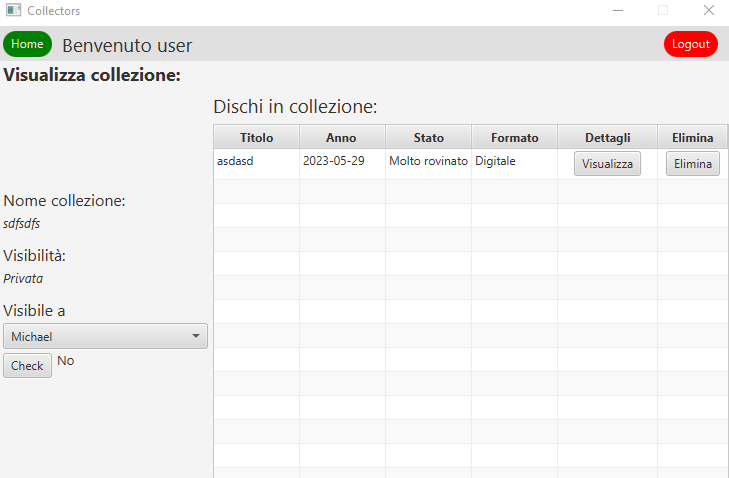 Collectors
Home Benvenuto user Logout
Visualizza collezione:
Dischi in collezione:
Titolo Anno Stato Formato Dettagli Elimina
asdasd 2023-05-29 Molto rovinato Digitale Visualizza Elimina
Nome collezione:
sdfsdfs
Visibilità:
Privata
Visibile a
Michael
Check No